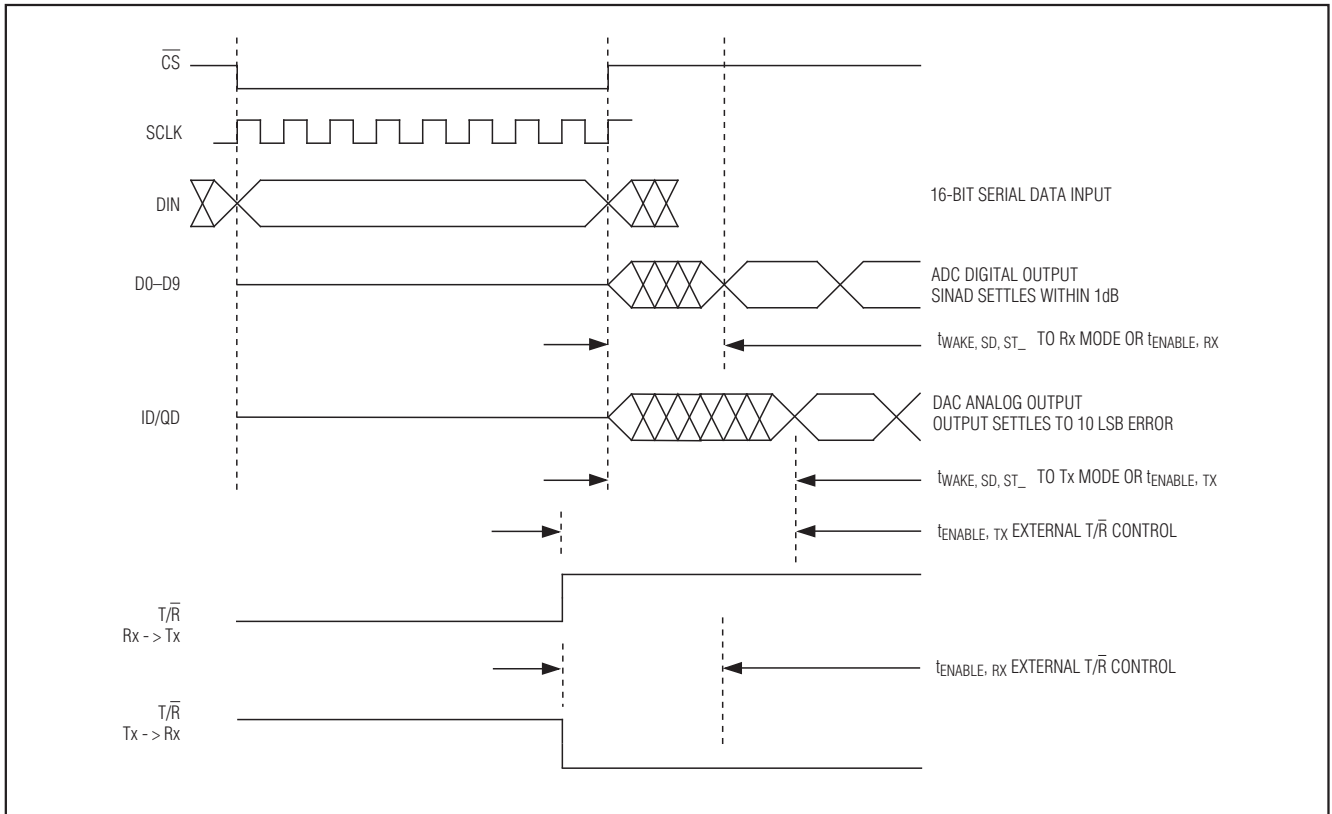 C̅S̅
SCLK
DIN
16-BIT SERIAL DATA INPUT
D0–D9
ADC DIGITAL OUTPUT
SINAD SETTLES WITHIN 1dB
tWAKE, SD, ST_ TO Rx MODE OR tENABLE, RX
ID/QD
DAC ANALOG OUTPUT
OUTPUT SETTLES TO 10 LSB ERROR
tWAKE, SD, ST_ TO Tx MODE OR tENABLE, TX
tENABLE, TX EXTERNAL T/R̅ CONTROL
T/R̅
Rx - > Tx
tENABLE, RX EXTERNAL T/R̅ CONTROL
T/R̅
Tx - > Rx